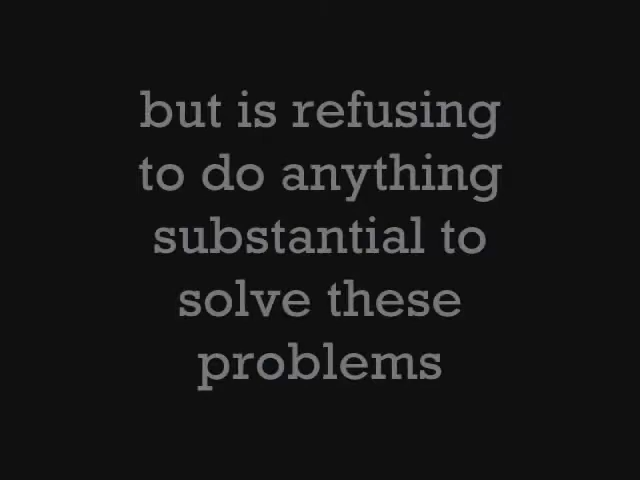 but is refusing
to do anything
substantial to
solve these
problems